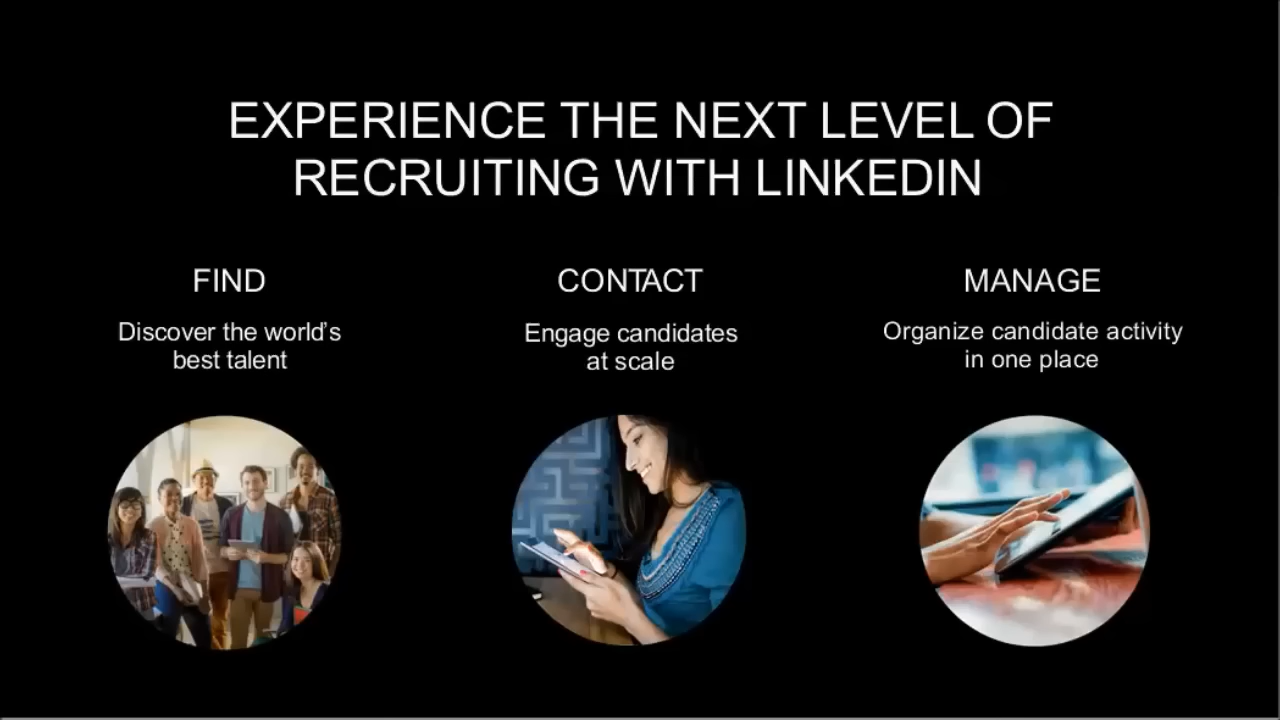 EXPERIENCE THE NEXT LEVEL OF
RECRUITING WITH LINKEDIN
FIND
Discover the world's
best talent
CONTACT
Engage candidates
at scale
MANAGE
Organize candidate activity
in one place